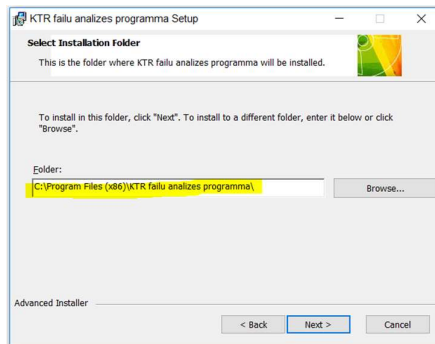 KTR failu analizes programma Setup
Select Installation Folder
This is the folder where KTR failu analizes programma will be installed.
To install in this folder, click "Next". To install to a different folder, enter it below or click
"Browse".
Folder:
C:\Program Files (x86)\KTR failu analizes programma\
Browse...
Advanced Installer
< Back
Next >
Cancel